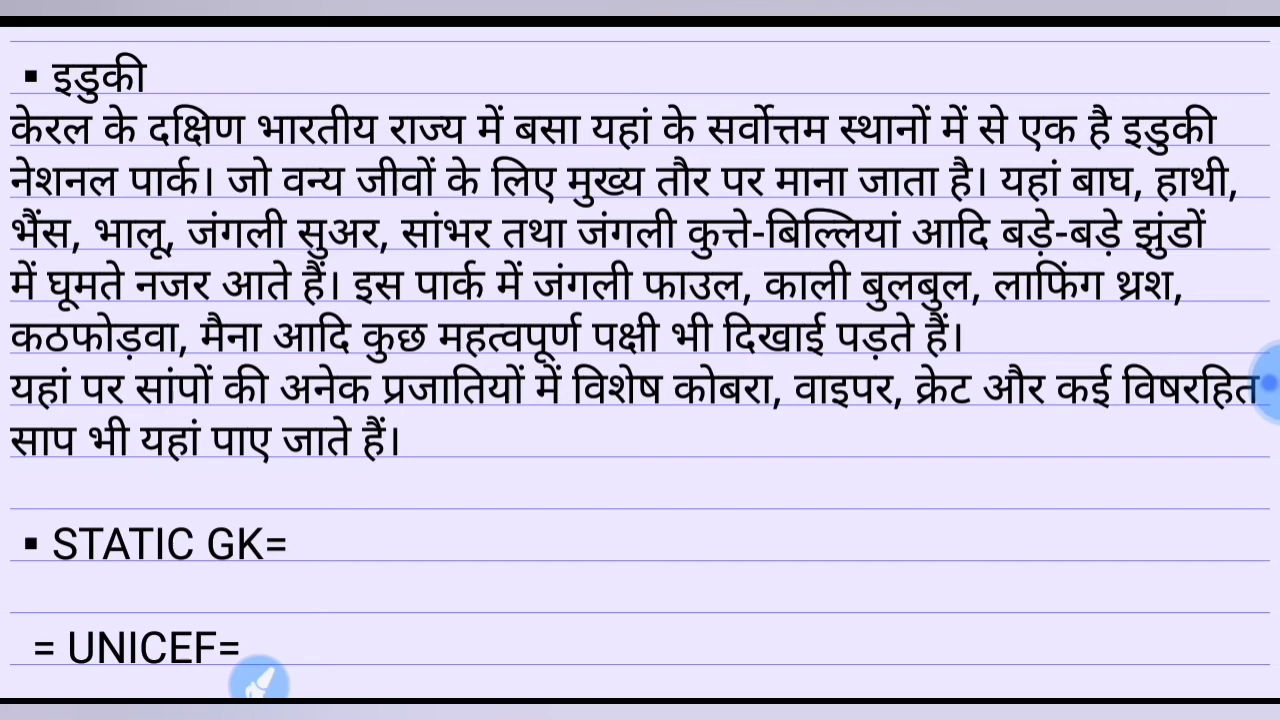 ▪ इडुकी
केरल के दक्षिण भारतीय राज्य में बसा यहां के सर्वोत्तम स्थानों में से एक है इडुकी
नेशनल पार्क। जो वन्य जीवों के लिए मुख्य तौर पर माना जाता है। यहां बाघ, हाथी,
भैंस, भालू, जंगली सुअर, सांभर तथा जंगली कुत्ते-बिल्लियां आदि बड़े-बड़े झुंडों
में घूमते नजर आते हैं। इस पार्क में जंगली फाउल, काली बुलबुल, लाफिंग थ्रश,
कठफोड़वा, मैना आदि कुछ महत्वपूर्ण पक्षी भी दिखाई पड़ते हैं।
यहां पर सांपों की अनेक प्रजातियों में विशेष कोबरा, वाइपर, क्रेट और कई विषरहित
साप भी यहां पाए जाते हैं।
▪ STATIC GK=
= UNICEF=